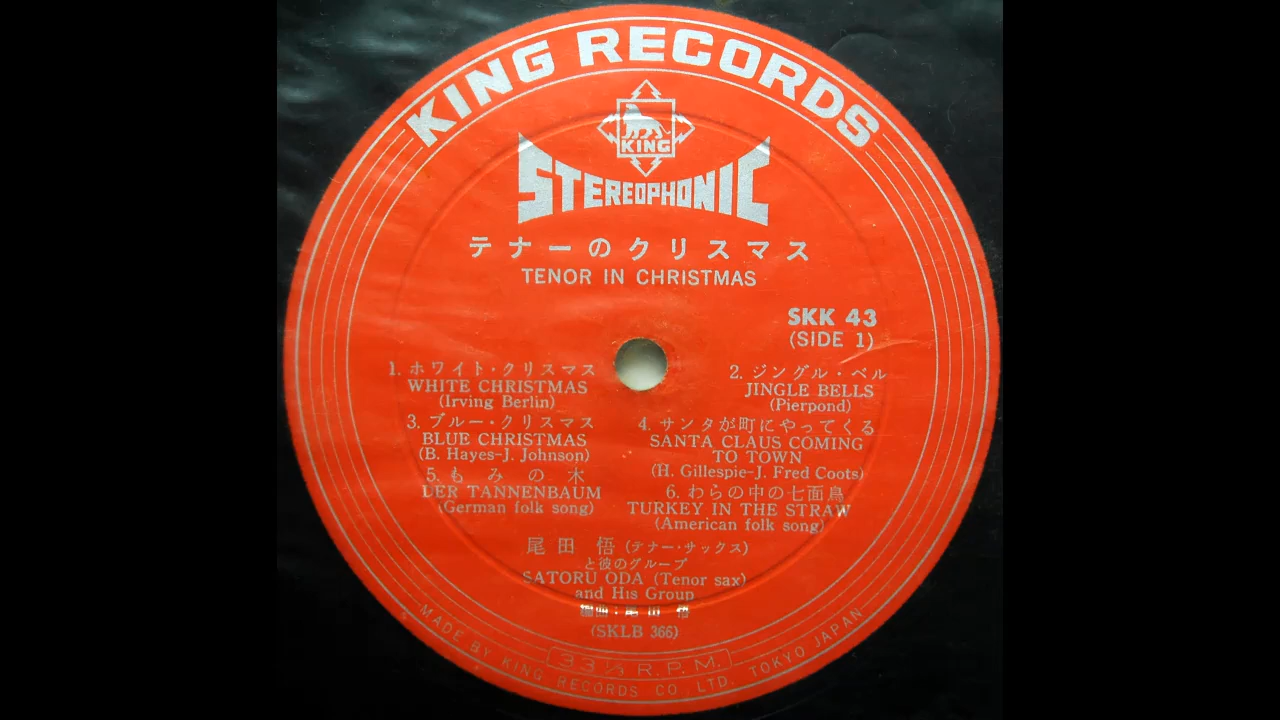 KING RECORDS
KING
STEREOPHONIC
テナーのクリスマス
TENOR IN CHRISTMAS
SKK 43
(SIDE 1)
1. ホワイト・クリスマス
WHITE CHRISTMAS
(Irving Berlin)
2. ジングル・ベル
JINGLE BELLS
(Pierpond)
3. ブルー・クリスマス
BLUE CHRISTMAS
(B. Hayes-J. Johnson)
4. サンタが町にやってくる
SANTA CLAUS COMING
TO TOWN
(H. Gillespie-J. Fred Coots)
5. もみの木
DER TANNENBAUM
(German folk song)
6. わらの中の七面鳥
TURKEY IN THE STRAW
(American folk song)
尾田 悟 (テナー・サックス)
と彼のグループ
SATORU ODA (Tenor sax)
and His Group
編曲：尾田 悟
(SKLB 366)
33⅓ R.P.M.
MADE BY KING RECORDS CO. LTD. TOKYO JAPAN